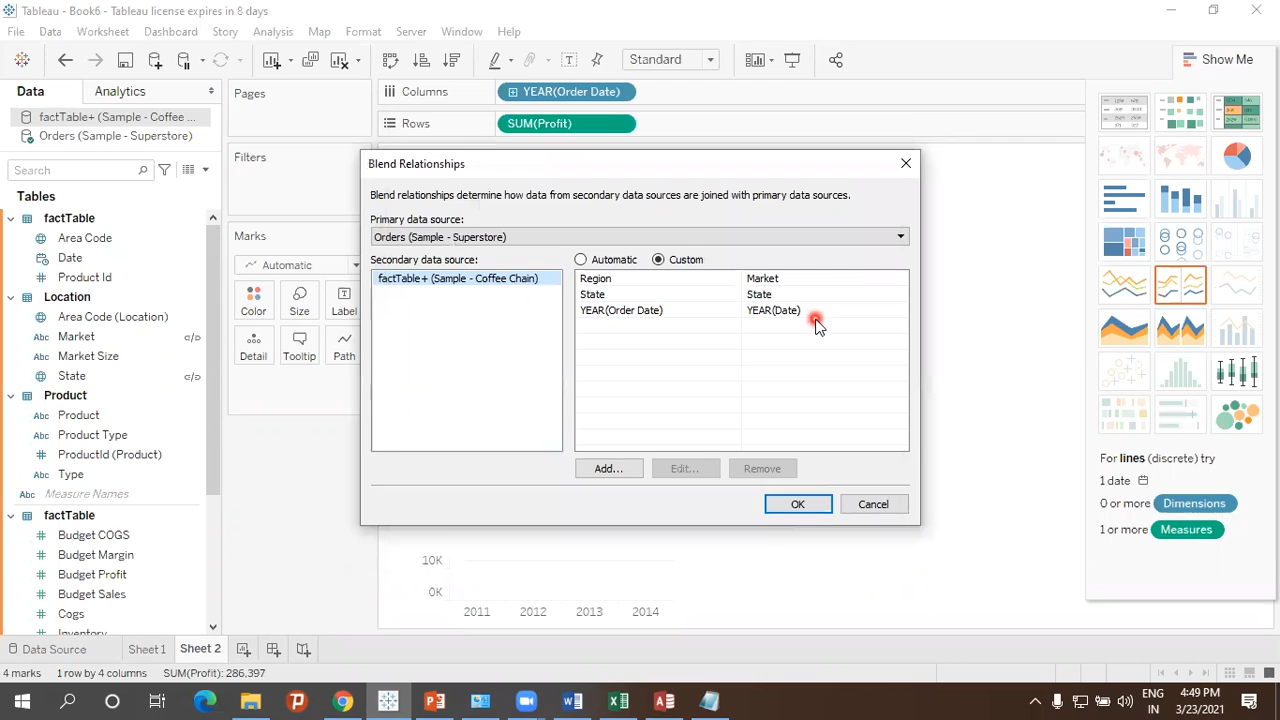 Tableau - Book6 - Tableau license expires in 8 days
File Data Worksheet Dashboard Story Analysis Map Format Server Window Help
Standard
Show Me
Data Analytics
factTable+ (Sample - Coffee ...
Orders (Sample - Superstore)
Search
Tables
factTable
Area Code
Date
Product Id
Location
Area Code (Location)
Market
Market Size
State
Product
Abc Product
Abc Product Type
Abc ProductId (Product)
Abc Type
Abc Measure Names
factTable
Budget COGS
Budget Margin
Budget Profit
Budget Sales
Cogs
Inventory
Pages
Filters
Marks
Automatic
Color Size Label
Detail Tooltip Path
Columns YEAR(Order Date)
Rows SUM(Profit)
Blend Relationships
Blend relationships determine how data from secondary data sources are joined with primary data sources.
Primary data source:
Orders (Sample - Superstore)
Secondary data source: Automatic Custom
factTable+ (Sample - Coffee Chain)
Region Market
State State
YEAR(Order Date) YEAR(Date)
Add... Edit... Remove
OK Cancel
10K
0K
2011 2012 2013 2014
For lines (discrete) try
1 date
0 or more Dimensions
1 or more Measures
Data Source Sheet 1 Sheet 2
4 marks 1 row by 4 columns SUM(Profit): 286.397
ENG
IN
4:49 PM
3/23/2021